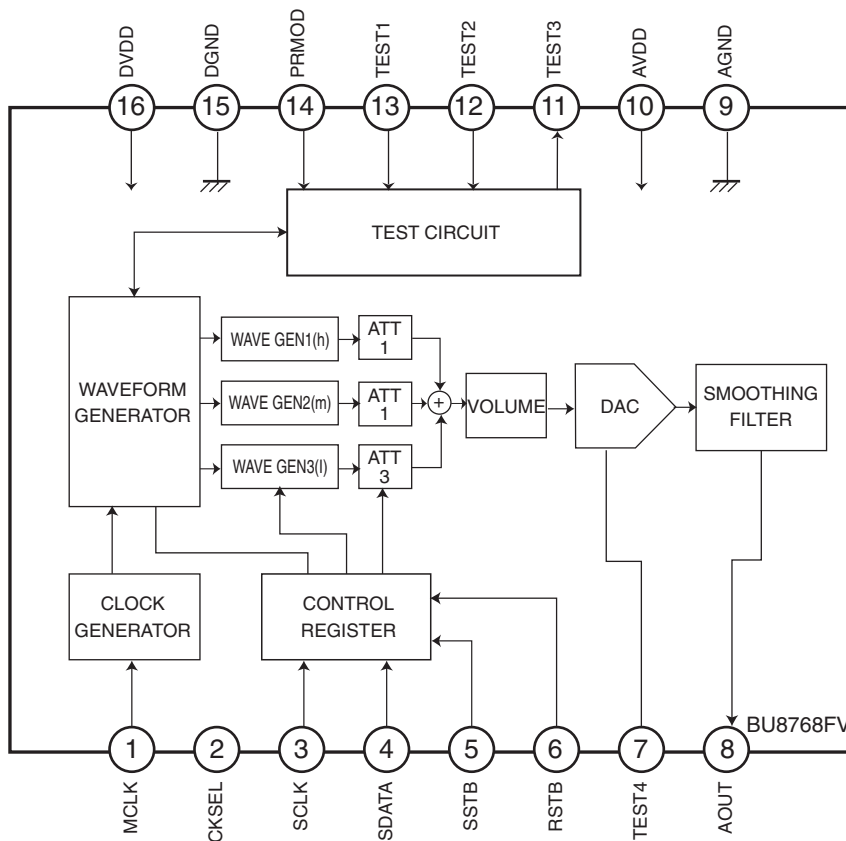 DVDD
DGND
PRMOD
TEST1
TEST2
TEST3
AVDD
AGND
16
15
14
13
12
11
10
9
TEST CIRCUIT
WAVEFORM
GENERATOR
WAVE GEN1(h)
ATT
1
WAVE GEN2(m)
ATT
1
WAVE GEN3(l)
ATT
3
+
VOLUME
DAC
SMOOTHING
FILTER
CLOCK
GENERATOR
CONTROL
REGISTER
BU8768FV
1
2
3
4
5
6
7
8
MCLK
CKSEL
SCLK
SDATA
SSTB
RSTB
TEST4
AOUT